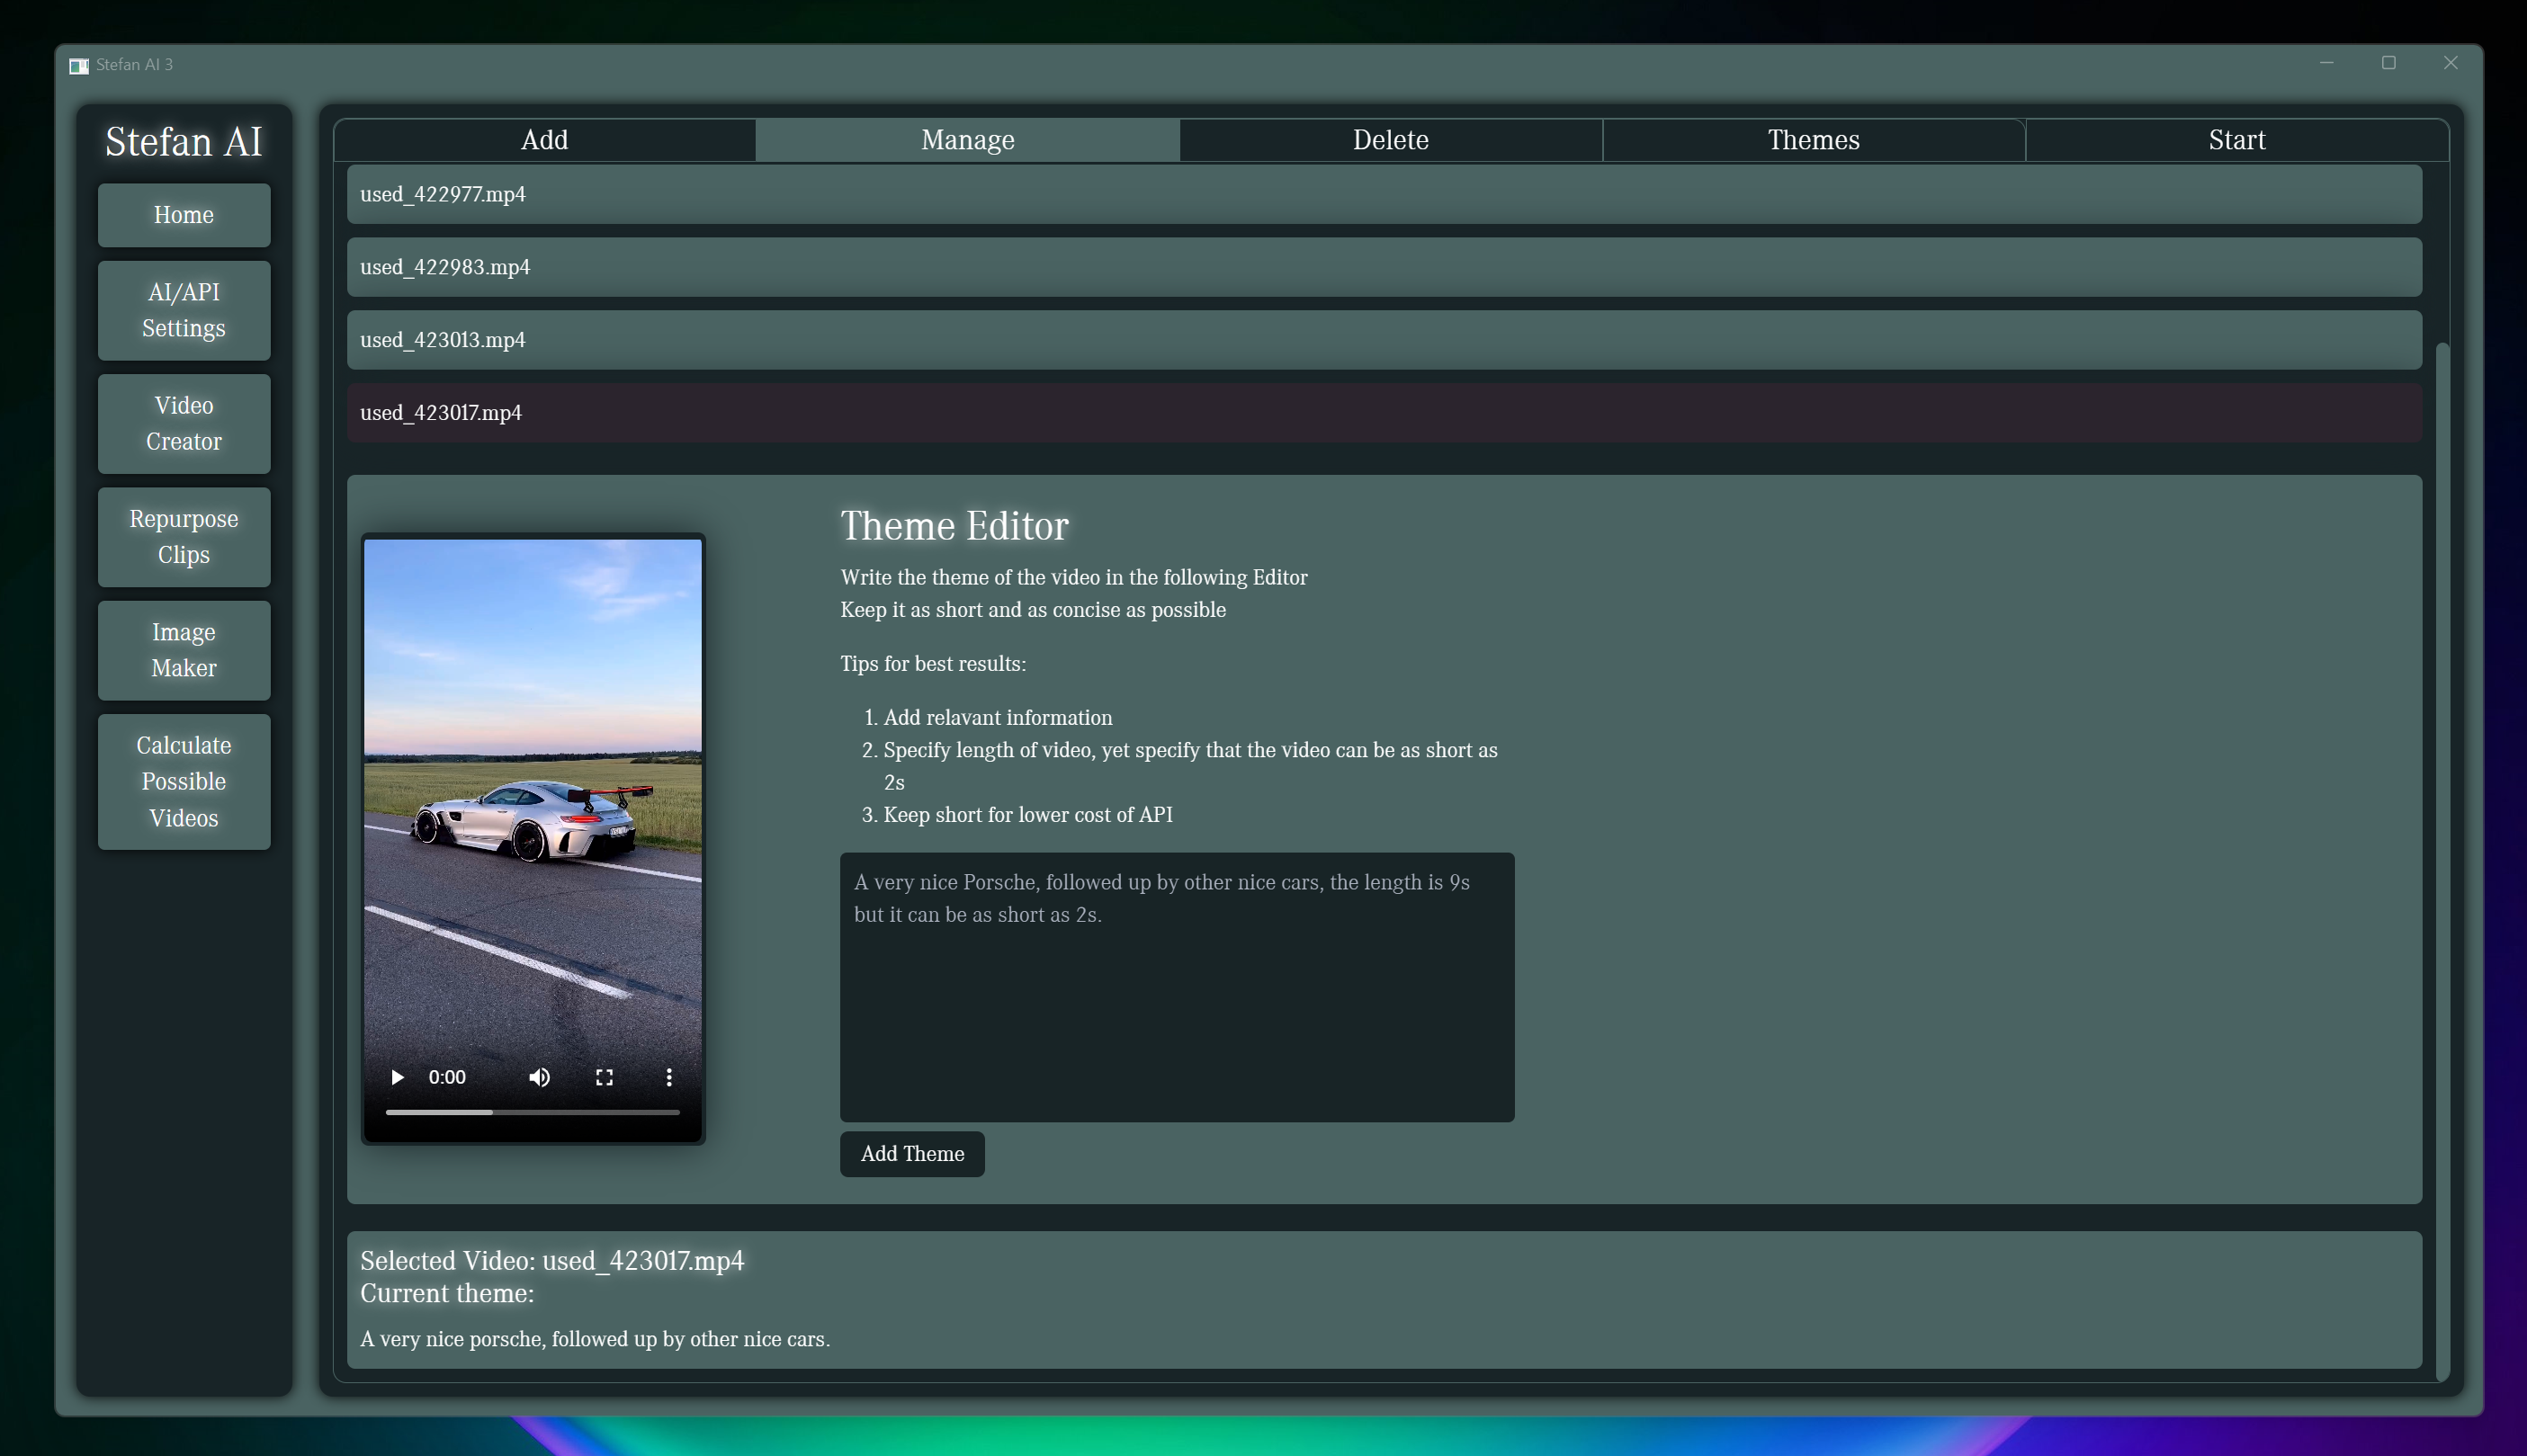 Stefan AI 3
Stefan AI
Home
AI/API
Settings
Video
Creator
Repurpose
Clips
Image
Maker
Calculate
Possible
Videos
Add
Manage
Delete
Themes
Start
used_422977.mp4
used_422983.mp4
used_423013.mp4
used_423017.mp4
0:00
Theme Editor
Write the theme of the video in the following Editor
Keep it as short and as concise as possible
Tips for best results:
1. Add relavant information
2. Specify length of video, yet specify that the video can be as short as
2s
3. Keep short for lower cost of API
A very nice Porsche, followed up by other nice cars, the length is 9s
but it can be as short as 2s.
Add Theme
Selected Video: used_423017.mp4
Current theme:
A very nice porsche, followed up by other nice cars.